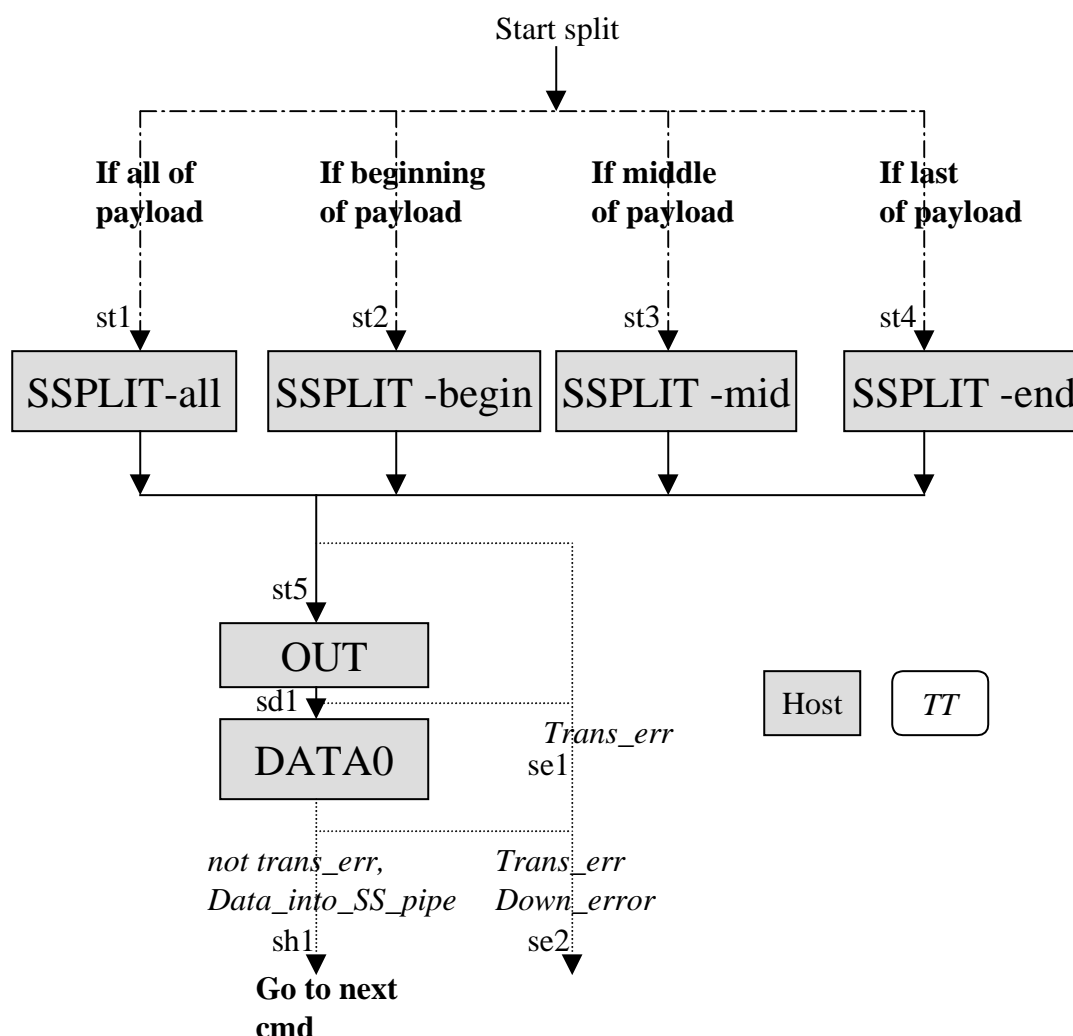 Start split
If all of
payload
If beginning
of payload
If middle
of payload
If last
of payload
st1
st2
st3
st4
SSPLIT-all
SSPLIT -begin
SSPLIT -mid
SSPLIT -end
st5
OUT
sd1
DATA0
Trans_err
se1
Host
TT
not trans_err,
Data_into_SS_pipe
sh1
Trans_err
Down_error
se2
Go to next
cmd